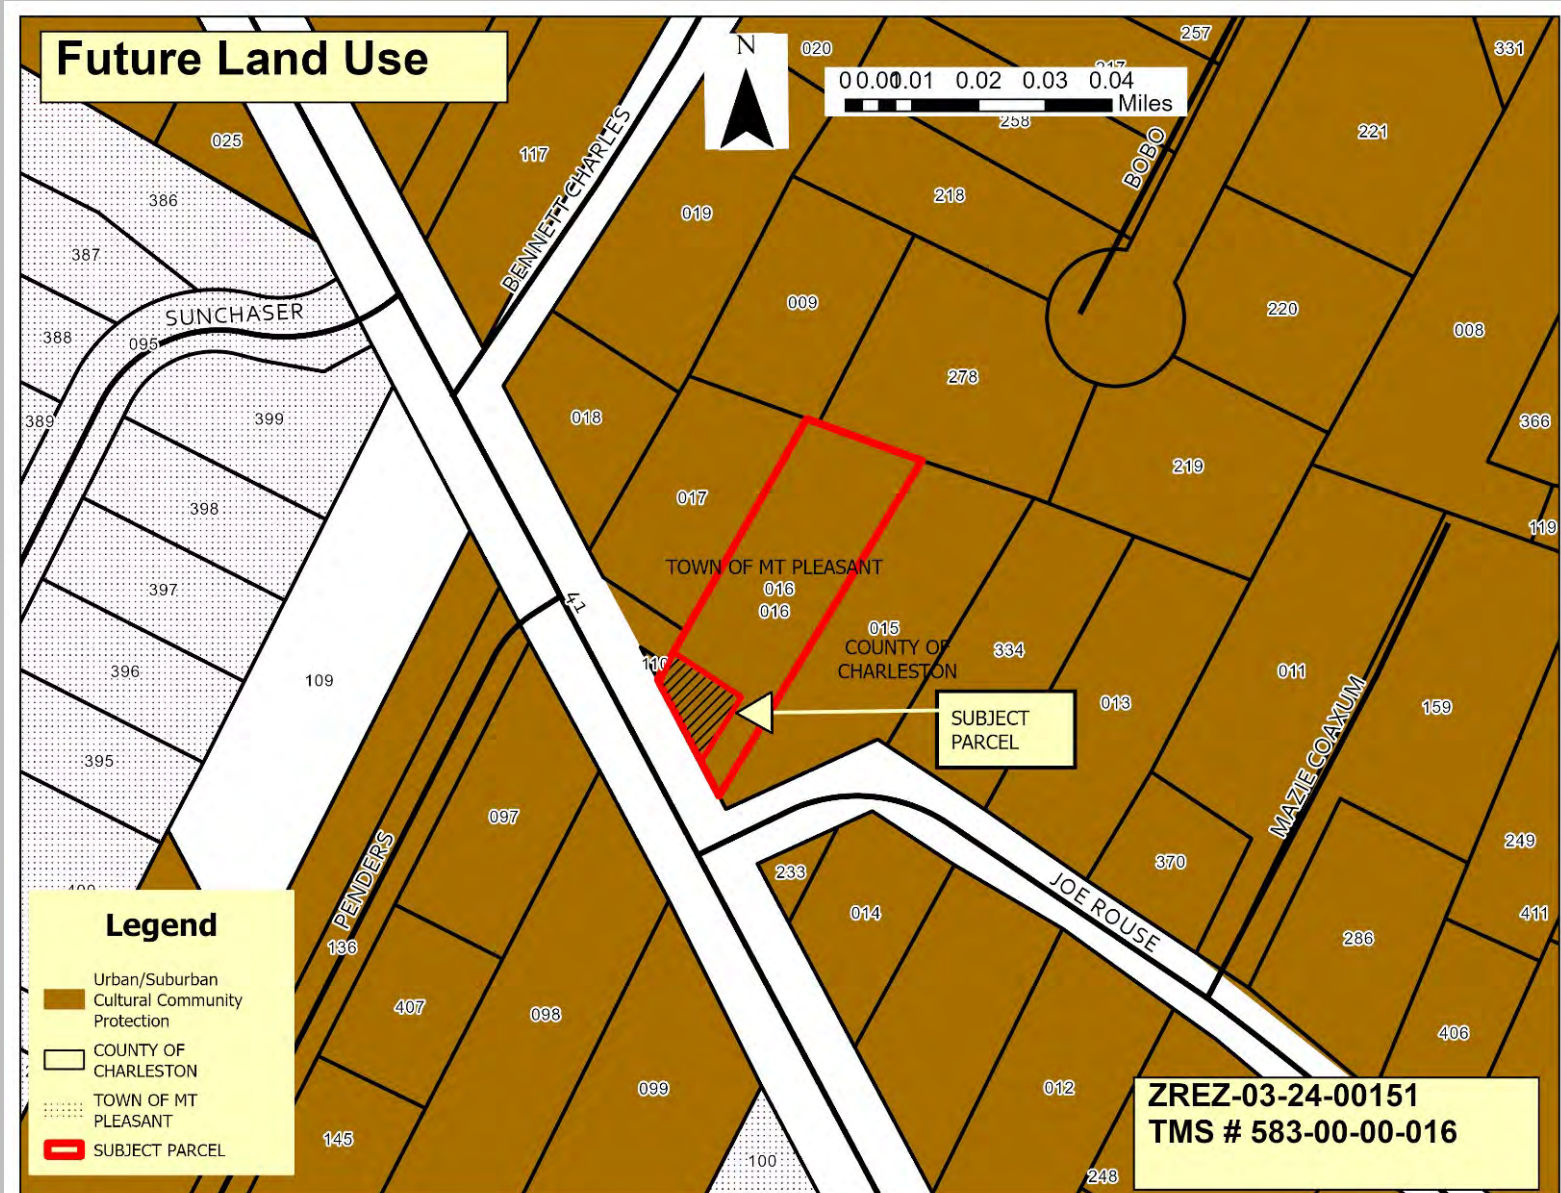 Future Land Use
N
0 0.00 0.01 0.02 0.03 0.04
Miles
020
257
217
331
025
117
258
221
BENNETT CHARLES
BOBO
386
019
218
387
009
220
SUNCHASER
388
095
008
278
389
399
018
366
219
017
398
119
TOWN OF MT PLEASANT
397
016
41
016
015
COUNTY OF
CHARLESTON
334
110
396
109
011
013
159
SUBJECT
PARCEL
MAZIE COAXUM
395
097
249
370
233
PENDERS
JOE ROUSE
014
411
286
136
407
098
406
099
012
145
100
248
Legend
Urban/Suburban
Cultural Community
Protection
COUNTY OF
CHARLESTON
TOWN OF MT
PLEASANT
SUBJECT PARCEL
ZREZ-03-24-00151
TMS # 583-00-00-016